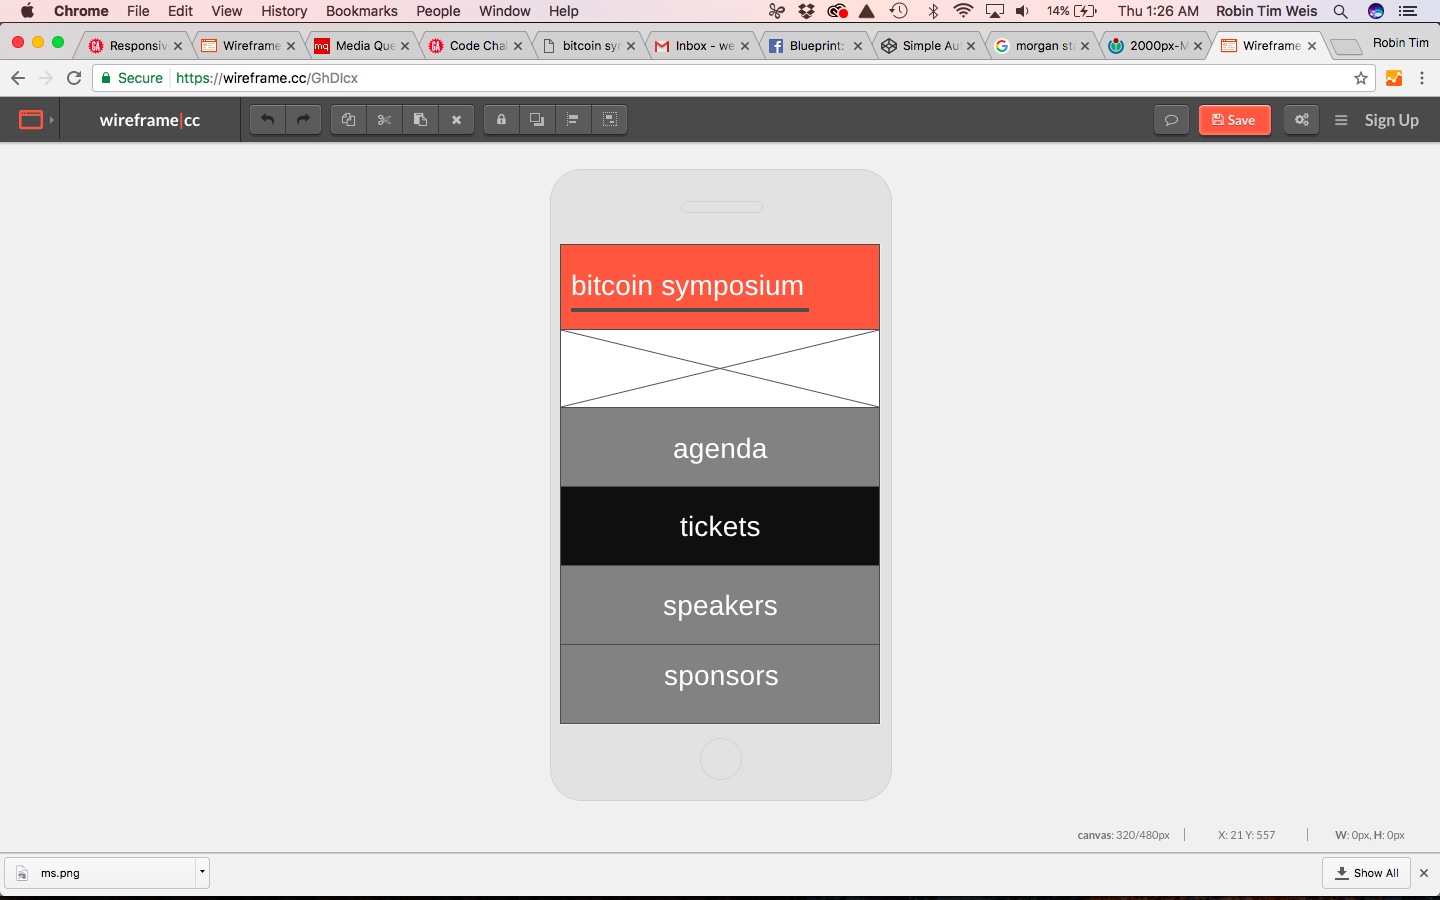 Chrome File Edit View History Bookmarks People Window Help 14% Thu 1:26 AM Robin Tim Weis
Responsiv Wireframe Media Que Code Chal bitcoin sy Inbox - we Blueprint: Simple Au morgan st 2000px-M Wireframe Robin Tim
Secure https://wireframe.cc/GhDlcx
wireframe|cc Save Sign Up
bitcoin symposium
agenda
tickets
speakers
sponsors
canvas: 320/480px X: 21 Y: 557 W: 0px, H: 0px
ms.png Show All